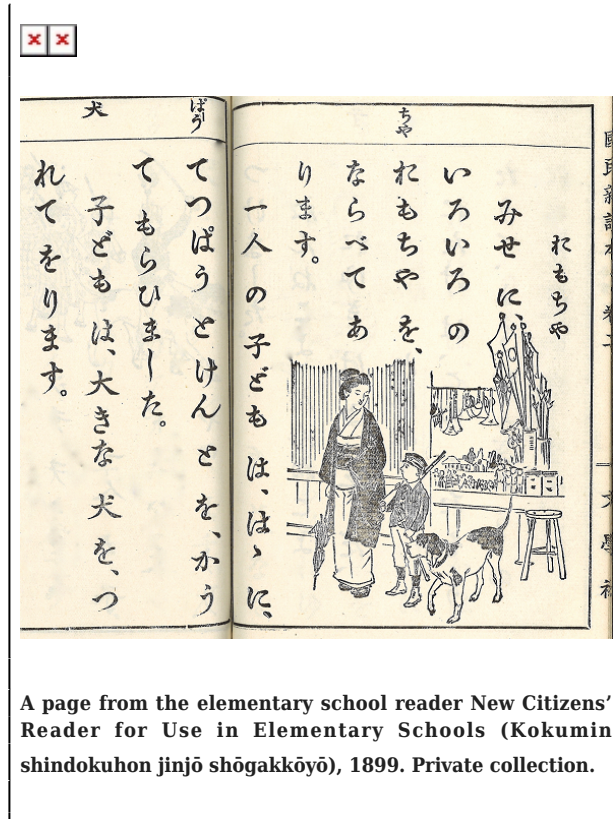 ちや
おもちや
みせに、
いろいろ の
おもちや を、
ならべて あ
ります。
一人 の 子ども は、はゝ に、
ぱう
犬
てつぱう と けん と を、かう
て もらひました。
子ども は、大きな 犬 を、つ
れて をります。
A page from the elementary school reader New Citizens’
Reader for Use in Elementary Schools (Kokumin
shindokuhon jinjō shōgakkōyō), 1899. Private collection.